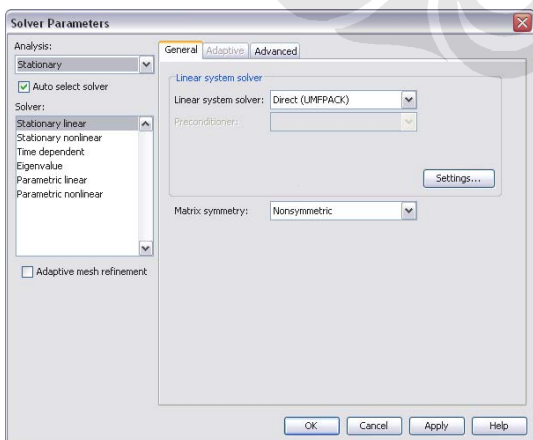 Solver Parameters
Analysis:
Stationary
Auto select solver
Solver:
Stationary linear
Stationary nonlinear
Time dependent
Eigenvalue
Parametric linear
Parametric nonlinear
Adaptive mesh refinement
General Adaptive Advanced
Linear system solver
Linear system solver: Direct (UMFPACK)
Preconditioner:
Settings...
Matrix symmetry: Nonsymmetric
OK Cancel Apply Help